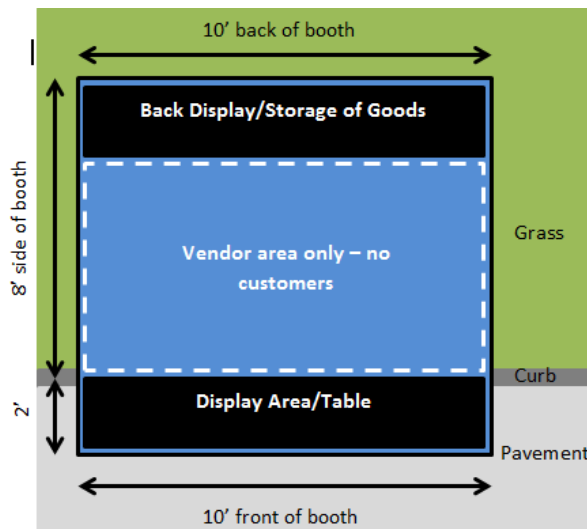 10’ back of booth
Back Display/Storage of Goods
8’ side of booth
Vendor area only – no
customers
Grass
Curb
2’
Display Area/Table
Pavement
10’ front of booth